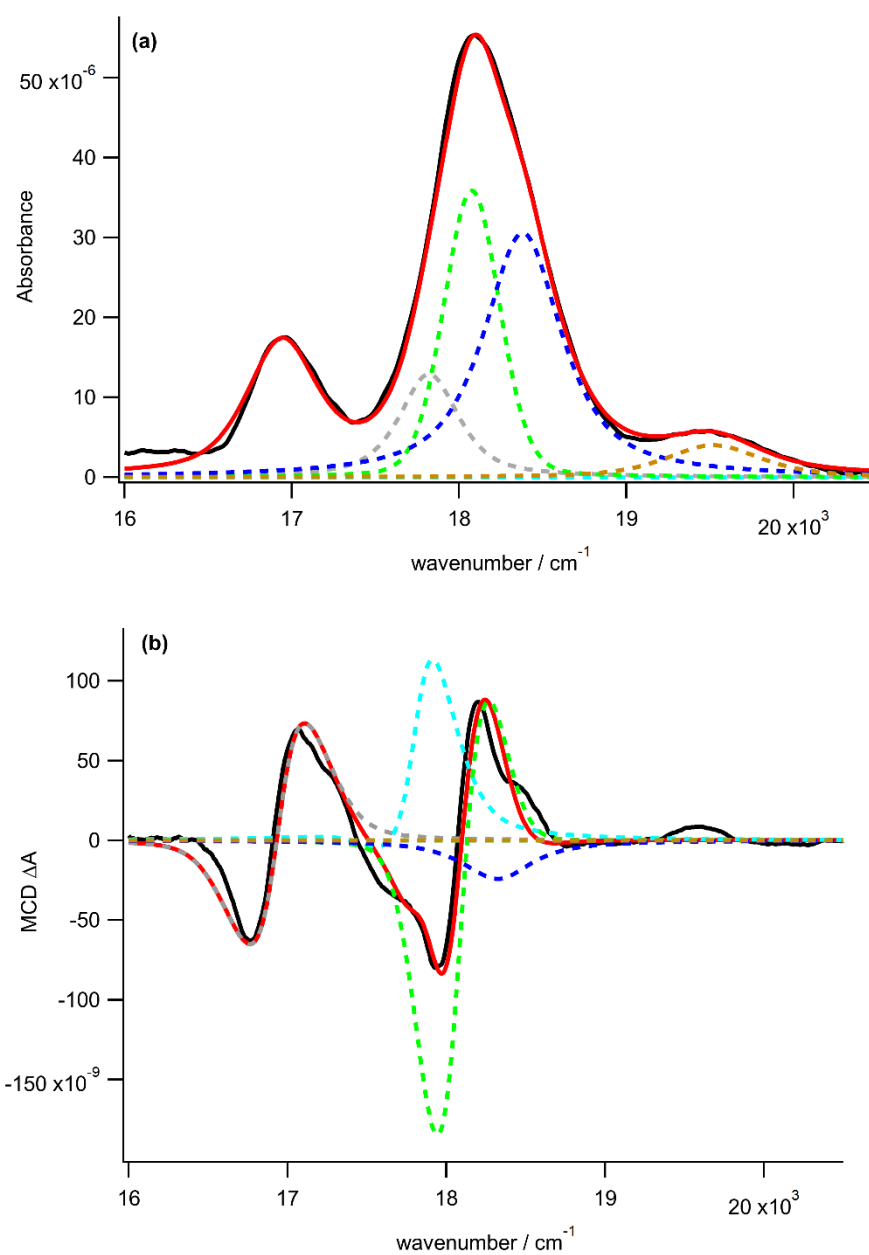 (a)
50 x10-6
40
30
20
10
0
Absorbance
16 17 18 19 20 x103
wavenumber / cm-1
(b)
100
50
0
-50
-100
-150 x10-9
MCD ΔA
16 17 18 19 20 x103
wavenumber / cm-1